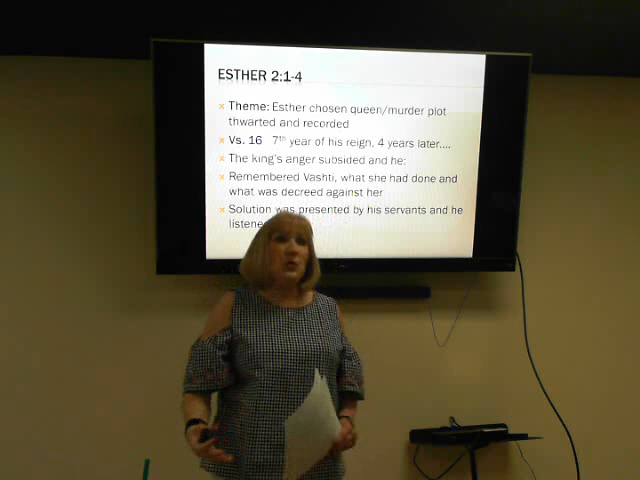 ESTHER 2:1-4
Theme: Esther chosen queen/murder plot
thwarted and recorded
Vs. 16 7th year of his reign, 4 years later....
The king's anger subsided and he:
Remembered Vashti, what she had done and
what was decreed against her
Solution was presented by his servants and he